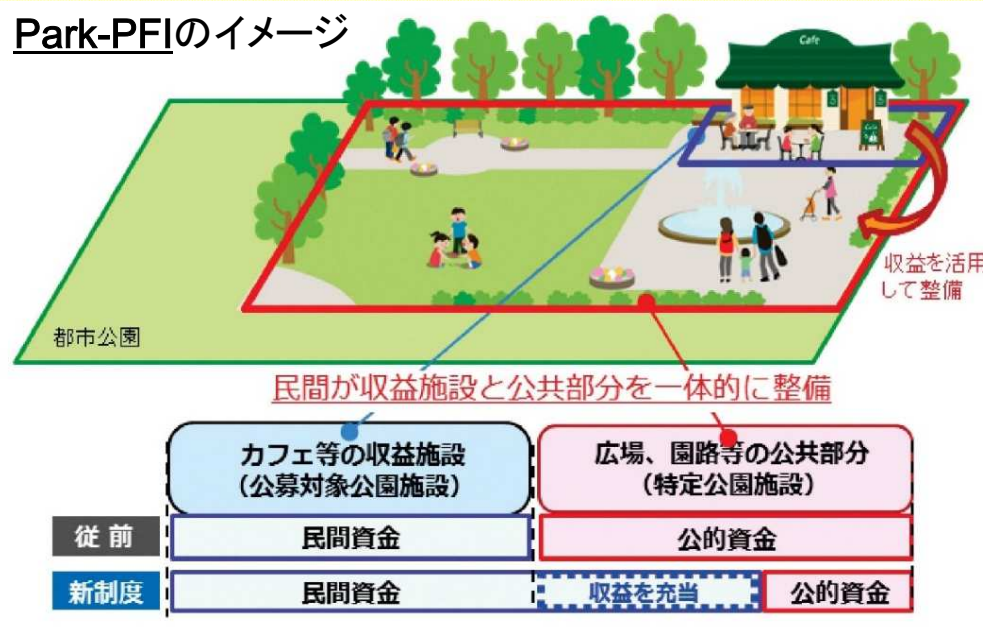 Park-PFIのイメージ
Cafe
Cafe
収益を活用
して整備
都市公園
民間が収益施設と公共部分を一体的に整備
カフェ等の収益施設
(公募対象公園施設)
広場、園路等の公共部分
(特定公園施設)
従前
民間資金
公的資金
新制度
民間資金
収益を充当
公的資金